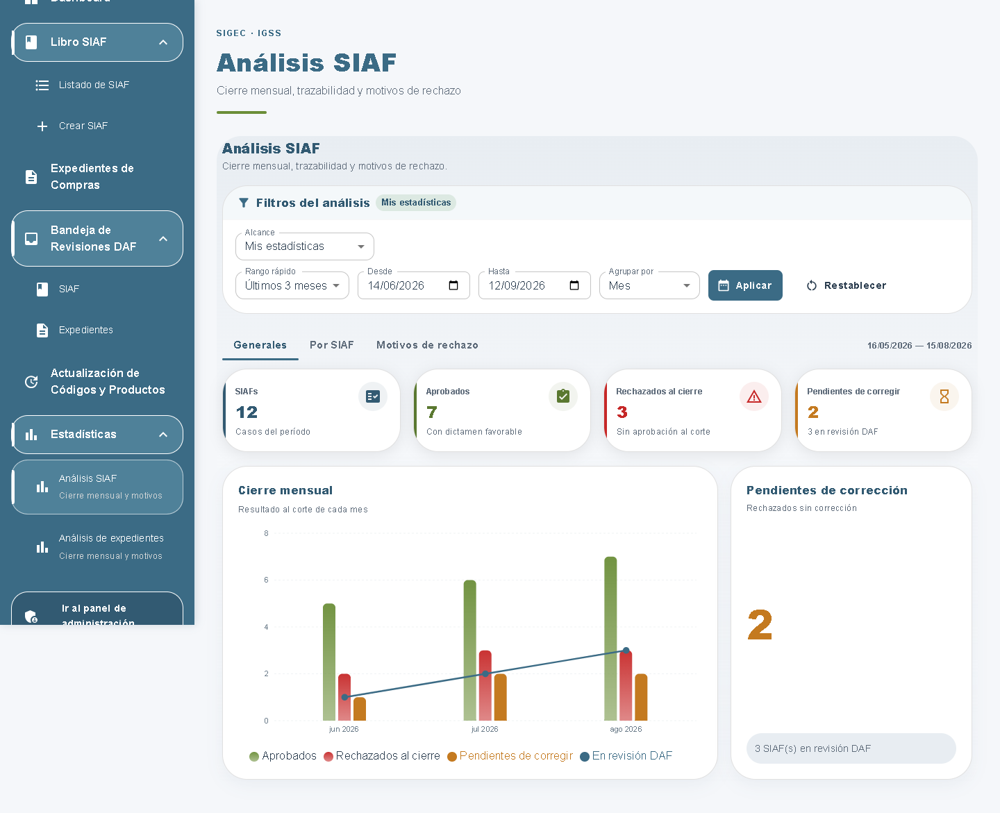 Dashboard
Libro SIAF
Listado de SIAF
Crear SIAF
Expedientes de
Compras
Bandeja de
Revisiones DAF
SIAF
Expedientes
Actualización de
Códigos y Productos
Estadísticas
Análisis SIAF
Cierre mensual y motivos
Análisis de expedientes
Cierre mensual y motivos
Ir al panel de
administración
SIGEC · IGSS
Análisis SIAF
Cierre mensual, trazabilidad y motivos de rechazo
Análisis SIAF
Cierre mensual, trazabilidad y motivos de rechazo.
Filtros del análisis Mis estadísticas
Alcance
Mis estadísticas
Rango rápido Desde Hasta Agrupar por
Últimos 3 meses 14/06/2026 12/09/2026 Mes Aplicar Restablecer
Generales Por SIAF Motivos de rechazo 16/05/2026 — 15/08/2026
SIAFs
12
Casos del período
Aprobados
7
Con dictamen favorable
Rechazados al cierre
3
Sin aprobación al corte
Pendientes de corregir
2
3 en revisión DAF
Cierre mensual
Resultado al corte de cada mes
8
6
4
2
0
jun 2026 jul 2026 ago 2026
Aprobados Rechazados al cierre Pendientes de corregir En revisión DAF
Pendientes de corrección
Rechazados sin corrección
2
3 SIAF(s) en revisión DAF